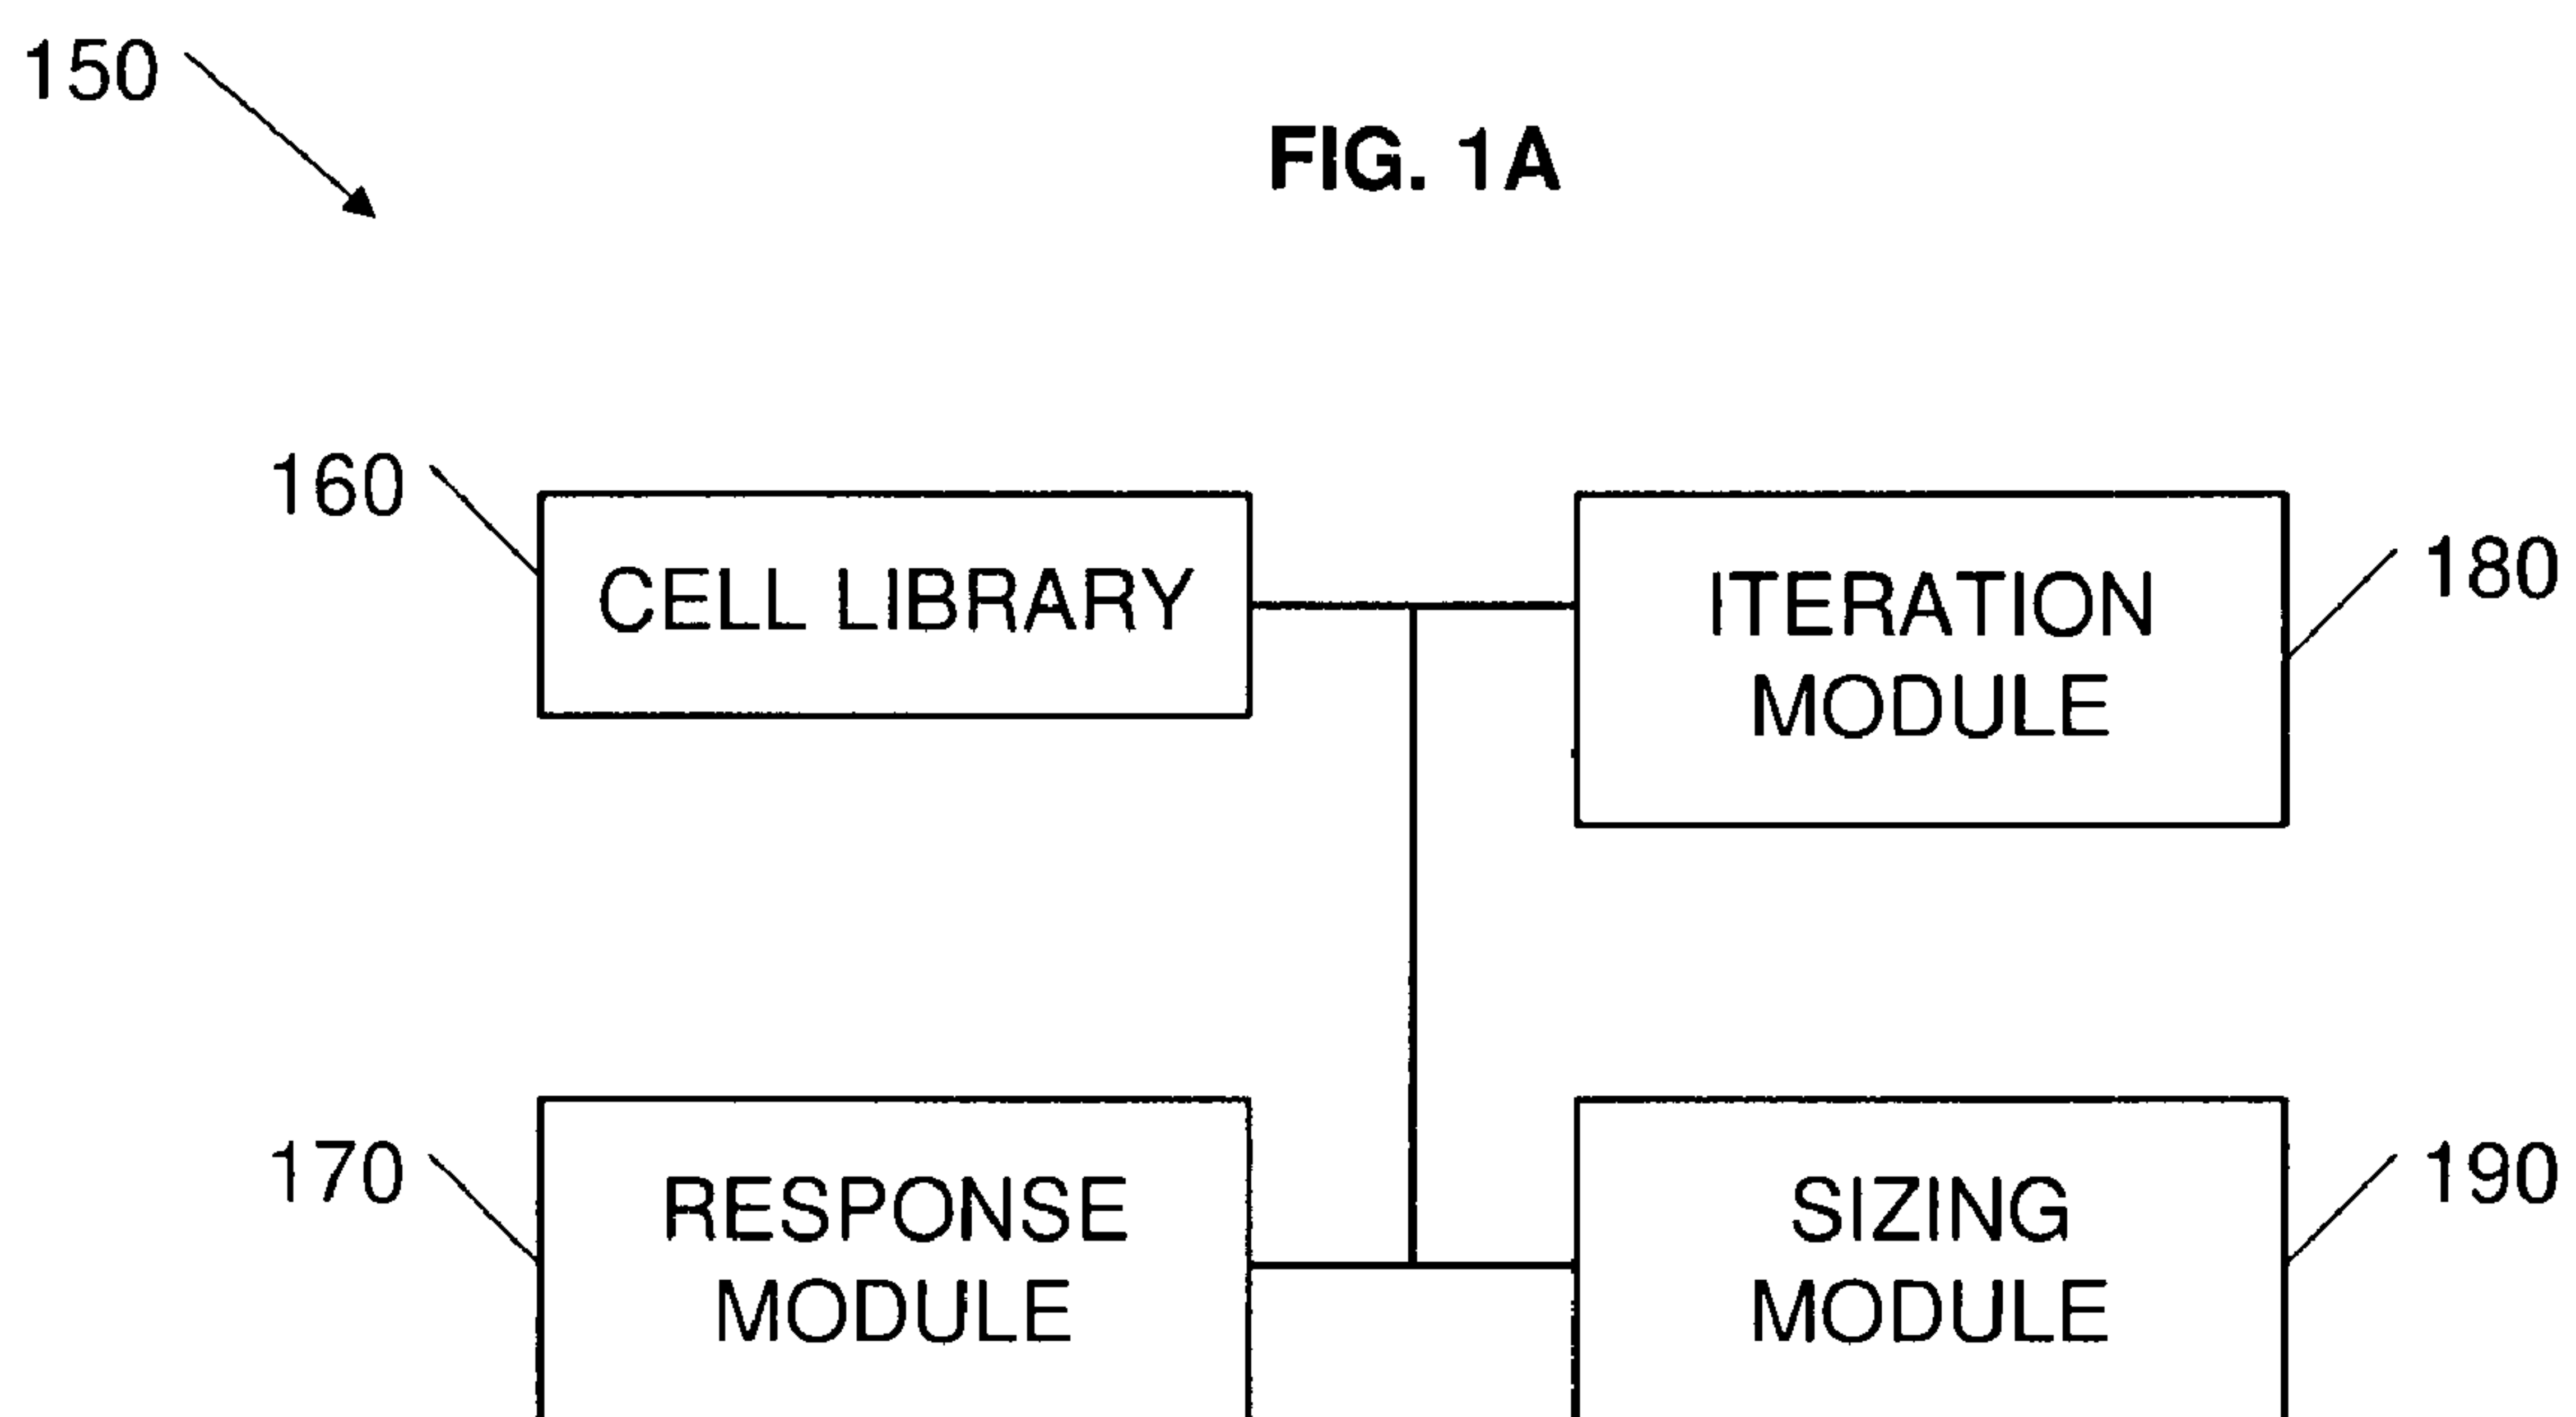 150
FIG. 1A
160
CELL LIBRARY
ITERATION
MODULE
180
170
RESPONSE
MODULE
SIZING
MODULE
190